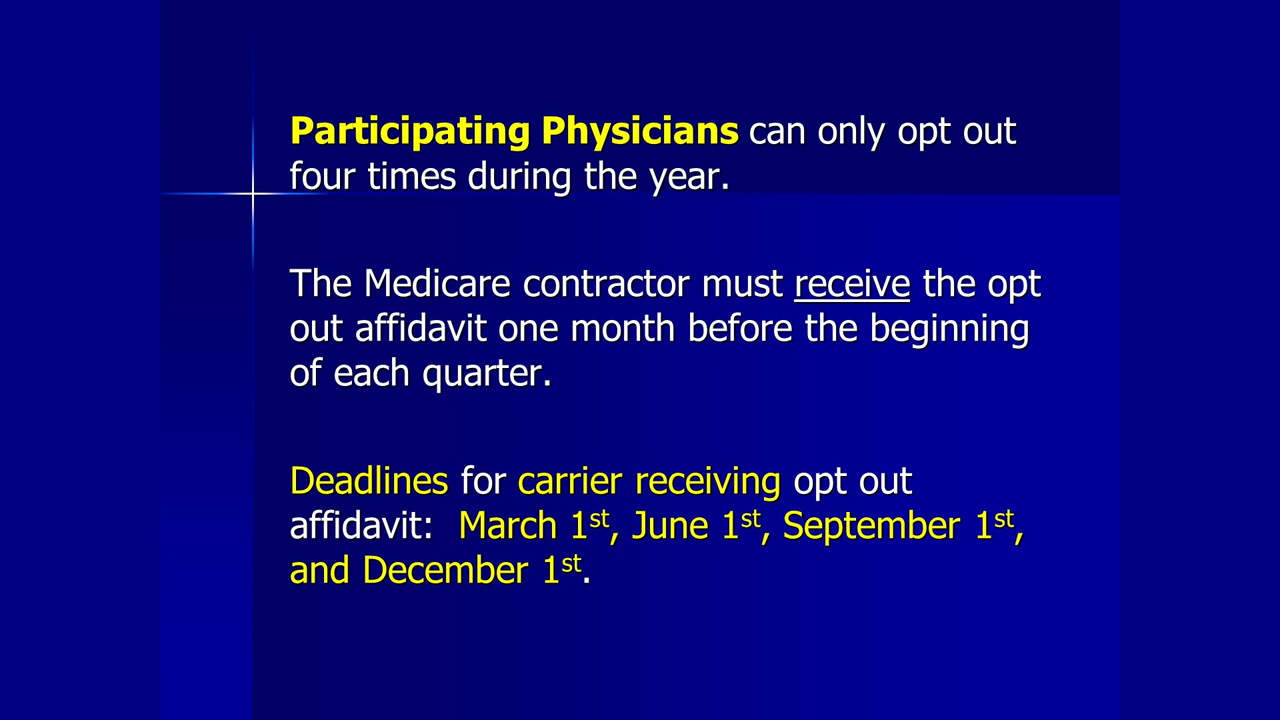 Participating Physicians can only opt out
four times during the year.
The Medicare contractor must receive the opt
out affidavit one month before the beginning
of each quarter.
Deadlines for carrier receiving opt out
affidavit:  March 1st, June 1st, September 1st,
and December 1st.